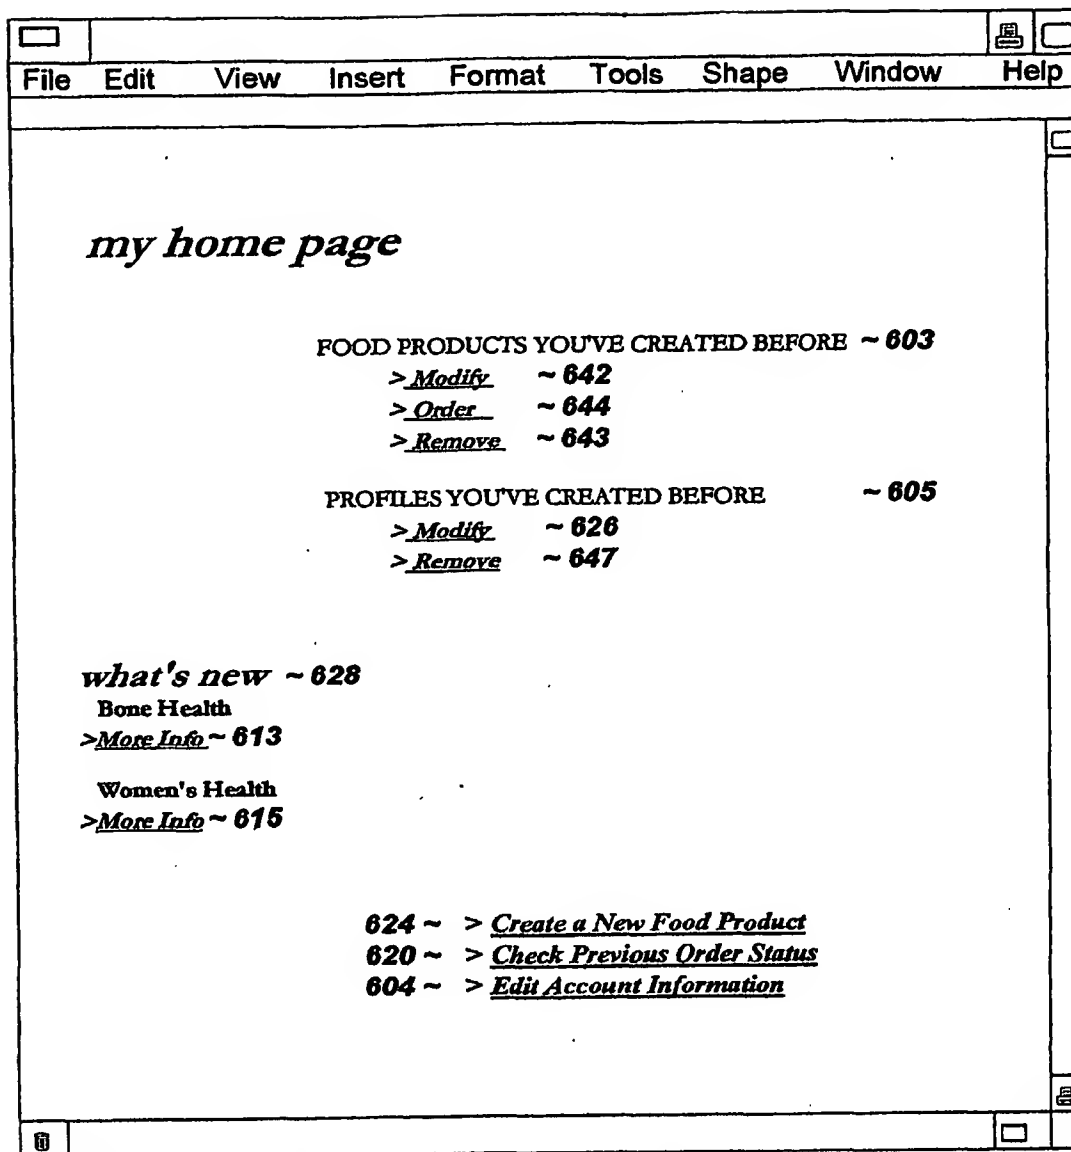 File Edit View Insert Format Tools Shape Window Help
my home page
FOOD PRODUCTS YOU'VE CREATED BEFORE ~ 603
> Modify ~ 642
> Order ~ 644
> Remove ~ 643
PROFILES YOU'VE CREATED BEFORE ~ 605
> Modify ~ 626
> Remove ~ 647
what's new ~ 628
Bone Health
>More Info ~ 613
Women's Health
>More Info ~ 615
624 ~ > Create a New Food Product
620 ~ > Check Previous Order Status
604 ~ > Edit Account Information